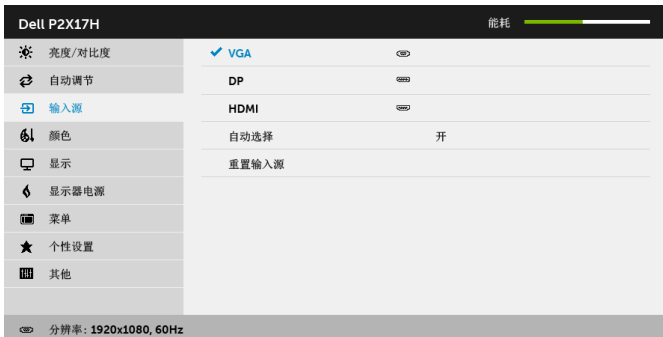 Dell P2X17H 能耗
亮度/对比度 VGA
自动调节 DP
输入源 HDMI
颜色 自动选择 开
显示 重置输入源
显示器电源
菜单
个性设置
其他
分辨率: 1920x1080, 60Hz